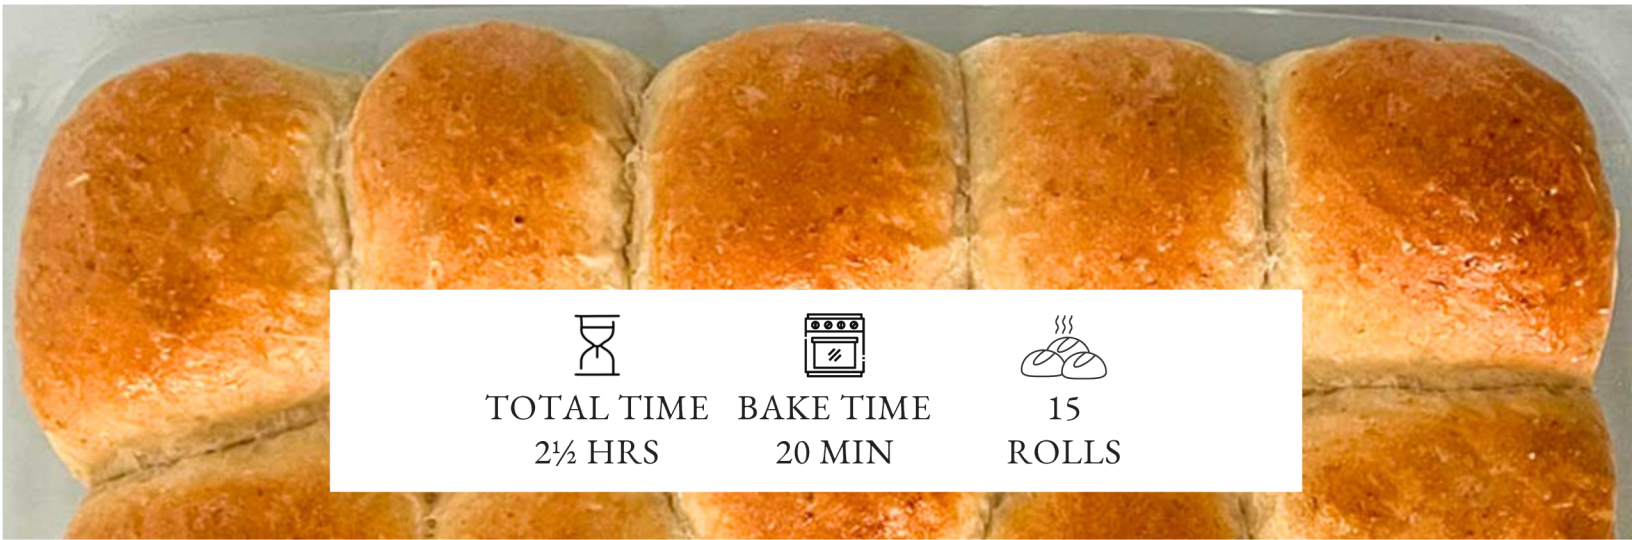 TOTAL TIME
2½ HRS
BAKE TIME
20 MIN
15
ROLLS